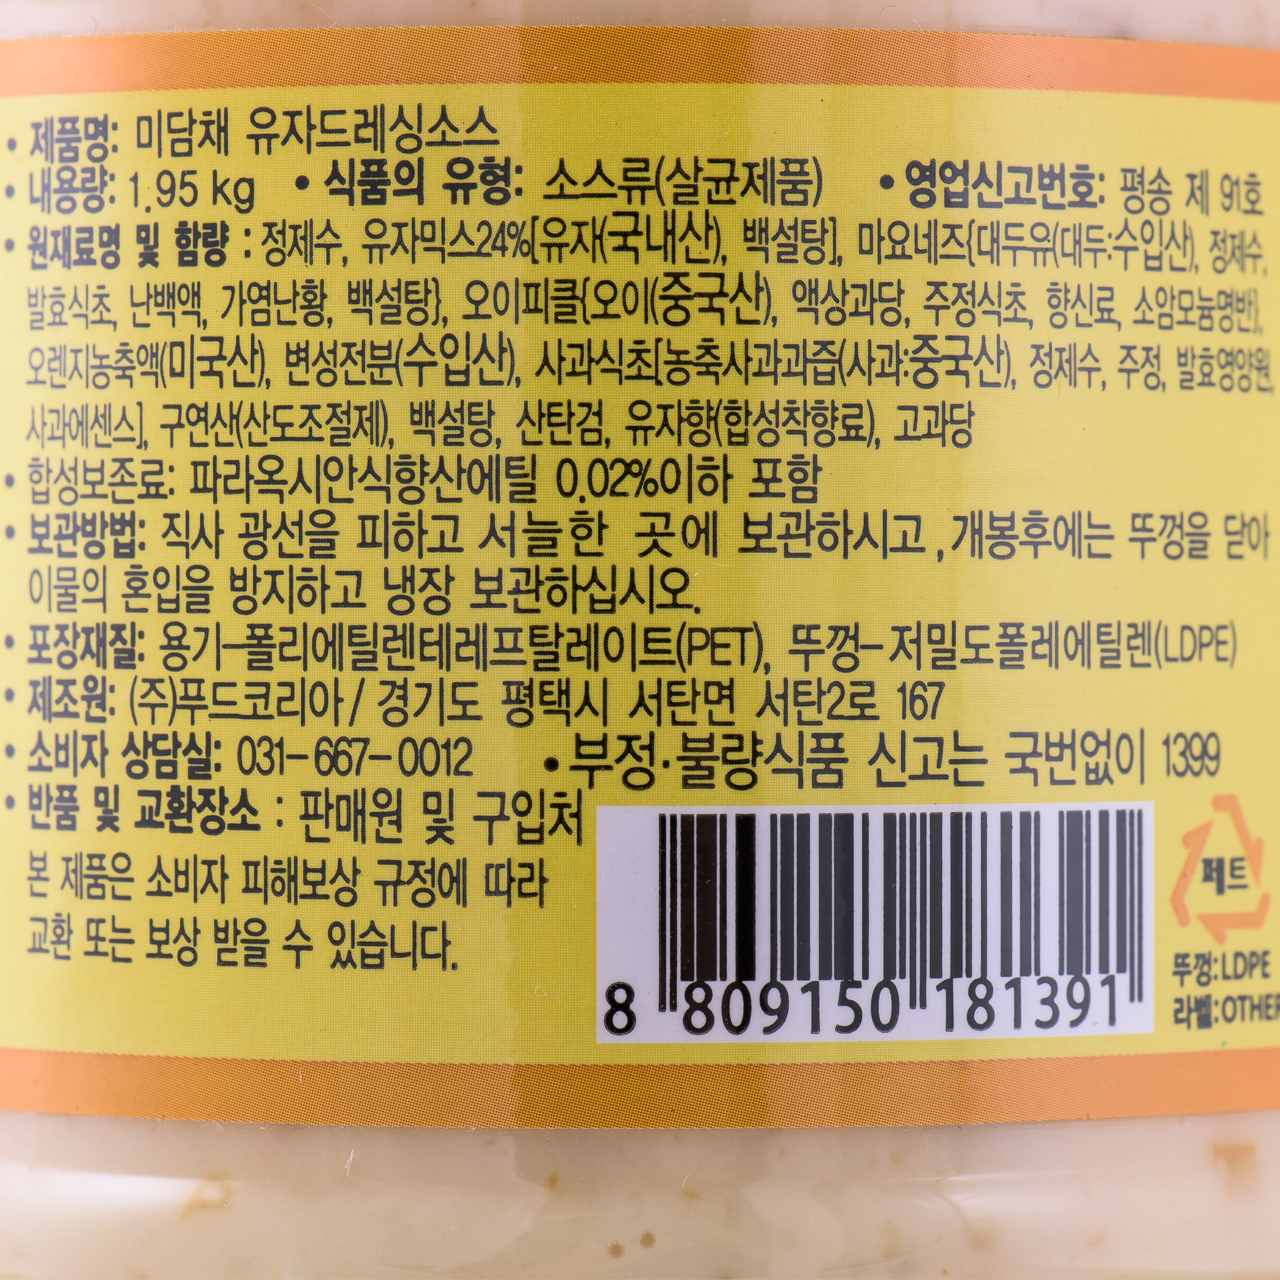 • 제품명: 미담채 유자드레싱소스
• 내용량: 1.95 kg • 식품의 유형: 소스류(살균제품) • 영업신고번호: 평송 제 91호
• 원재료명 및 함량 : 정제수, 유자믹스24%[유자(국내산), 백설탕], 마요네즈{대두유(대두:수입산), 정제수,
발효식초, 난백액, 가염난황, 백설탕}, 오이피클{오이(중국산), 액상과당, 주정식초, 향신료, 소암모늄명반},
오렌지농축액(미국산), 변성전분(수입산), 사과식초[농축사과과즙(사과:중국산), 정제수, 주정, 발효영양원,
사과에센스], 구연산(산도조절제), 백설탕, 산탄검, 유자향(합성착향료), 고과당
• 합성보존료: 파라옥시안식향산에틸 0.02%이하 포함
• 보관방법: 직사 광선을 피하고 서늘한 곳에 보관하시고, 개봉후에는 뚜껑을 닫아
이물의 혼입을 방지하고 냉장 보관하십시오.
• 포장재질: 용기-폴리에틸렌테레프탈레이트(PET), 뚜껑-저밀도폴레에틸렌(LDPE)
• 제조원: (주)푸드코리아/ 경기도 평택시 서탄면 서탄2로 167
• 소비자 상담실: 031-667-0012 • 부정·불량식품 신고는 국번없이 1399
• 반품 및 교환장소 : 판매원 및 구입처
본 제품은 소비자 피해보상 규정에 따라
교환 또는 보상 받을 수 있습니다.
8 809150 181391
페트
뚜껑:LDPE
라벨:OTHER